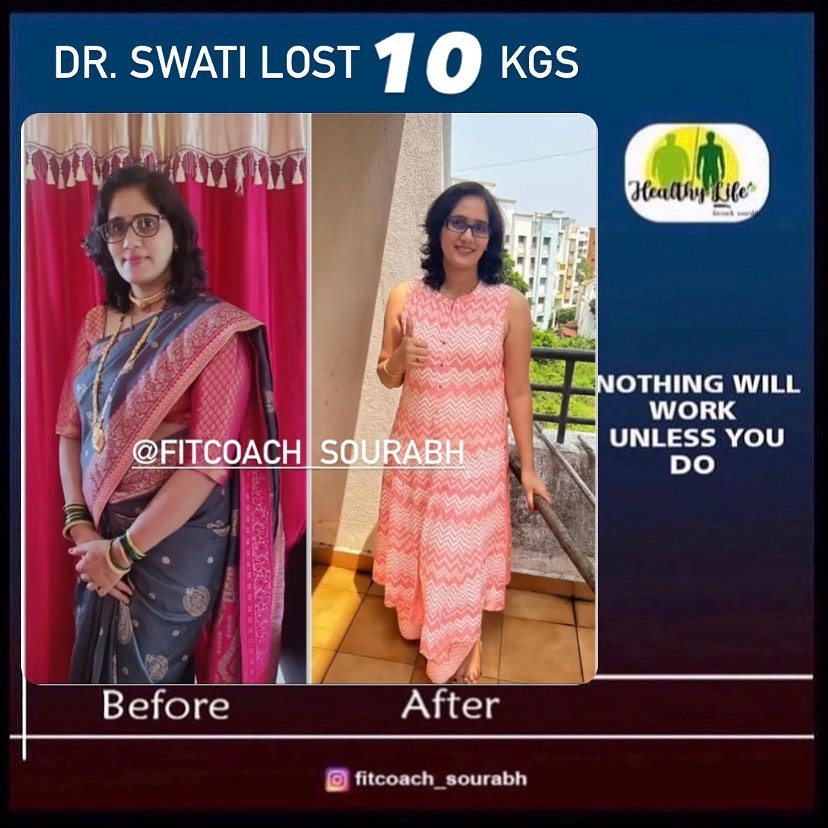 DR. SWATI LOST 10 KGS
Healthy Life
@FITCOACH_SOURABH
NOTHING WILL
WORK
UNLESS YOU
DO
Before
After
fitcoach_sourabh